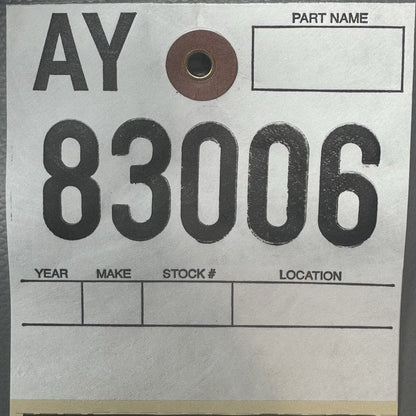 AY
PART NAME
83006
YEAR MAKE STOCK # LOCATION